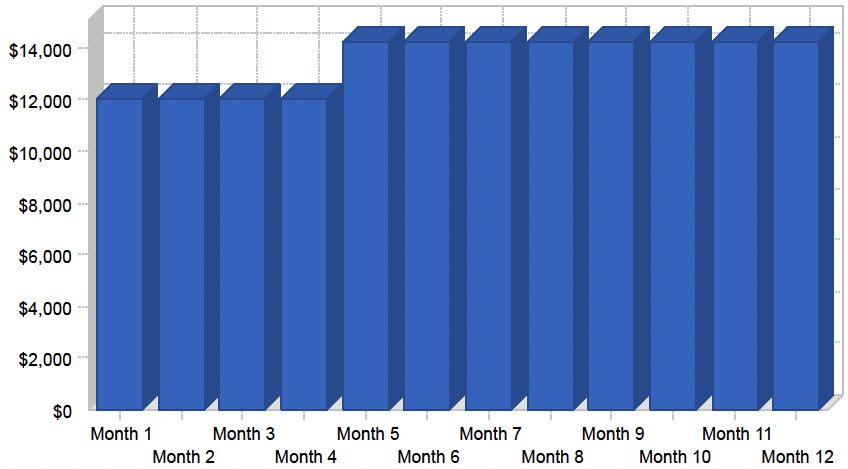 $14,000
$12,000
$10,000
$8,000
$6,000
$4,000
$2,000
$0
Month 1
Month 2
Month 3
Month 4
Month 5
Month 6
Month 7
Month 8
Month 9
Month 10
Month 11
Month 12